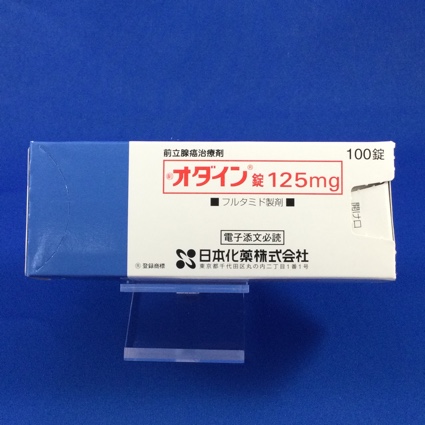 前立腺癌治療剤
100錠
®オダイン®錠125mg
■フルタミド製剤■
開け口
電子添文必読
日本化薬株式会社
東京都千代田区丸の内二丁目1番1号
®登録商標